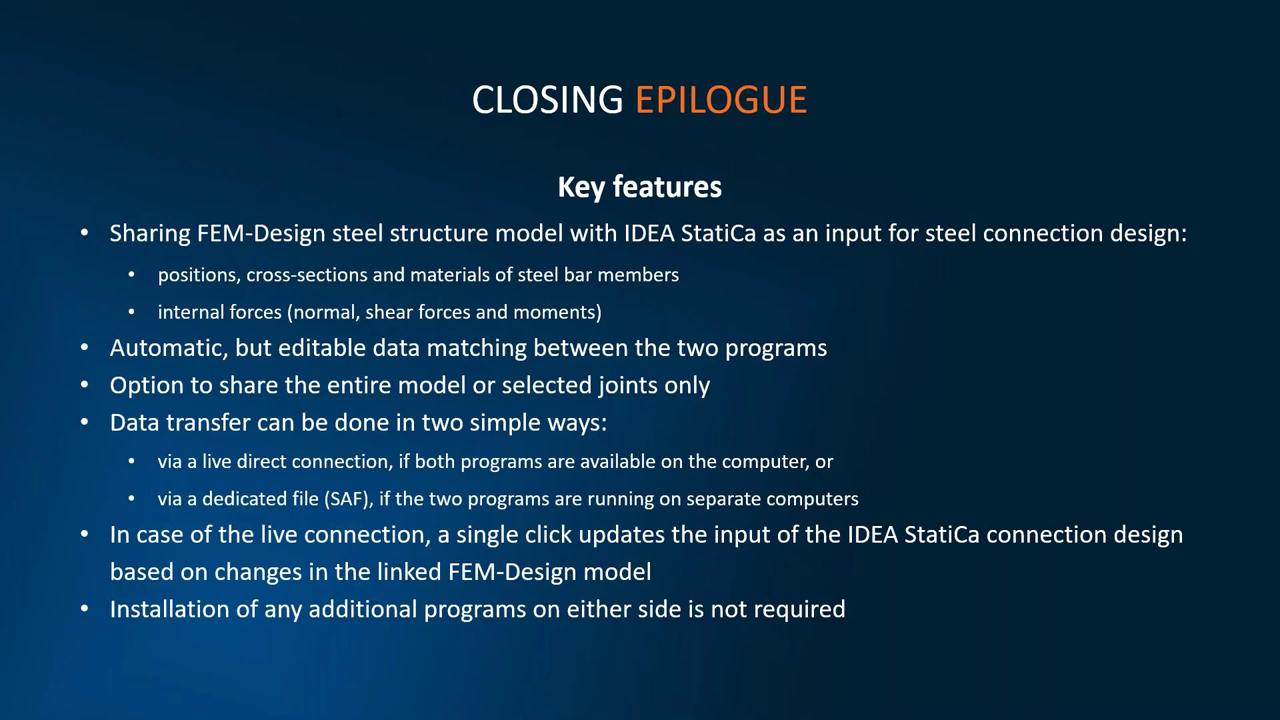 CLOSING EPILOGUE
Key features
• Sharing FEM-Design steel structure model with IDEA StatiCa as an input for steel connection design:
• positions, cross-sections and materials of steel bar members
• internal forces (normal, shear forces and moments)
• Automatic, but editable data matching between the two programs
• Option to share the entire model or selected joints only
• Data transfer can be done in two simple ways:
• via a live direct connection, if both programs are available on the computer, or
• via a dedicated file (SAF), if the two programs are running on separate computers
• In case of the live connection, a single click updates the input of the IDEA StatiCa connection design
based on changes in the linked FEM-Design model
• Installation of any additional programs on either side is not required